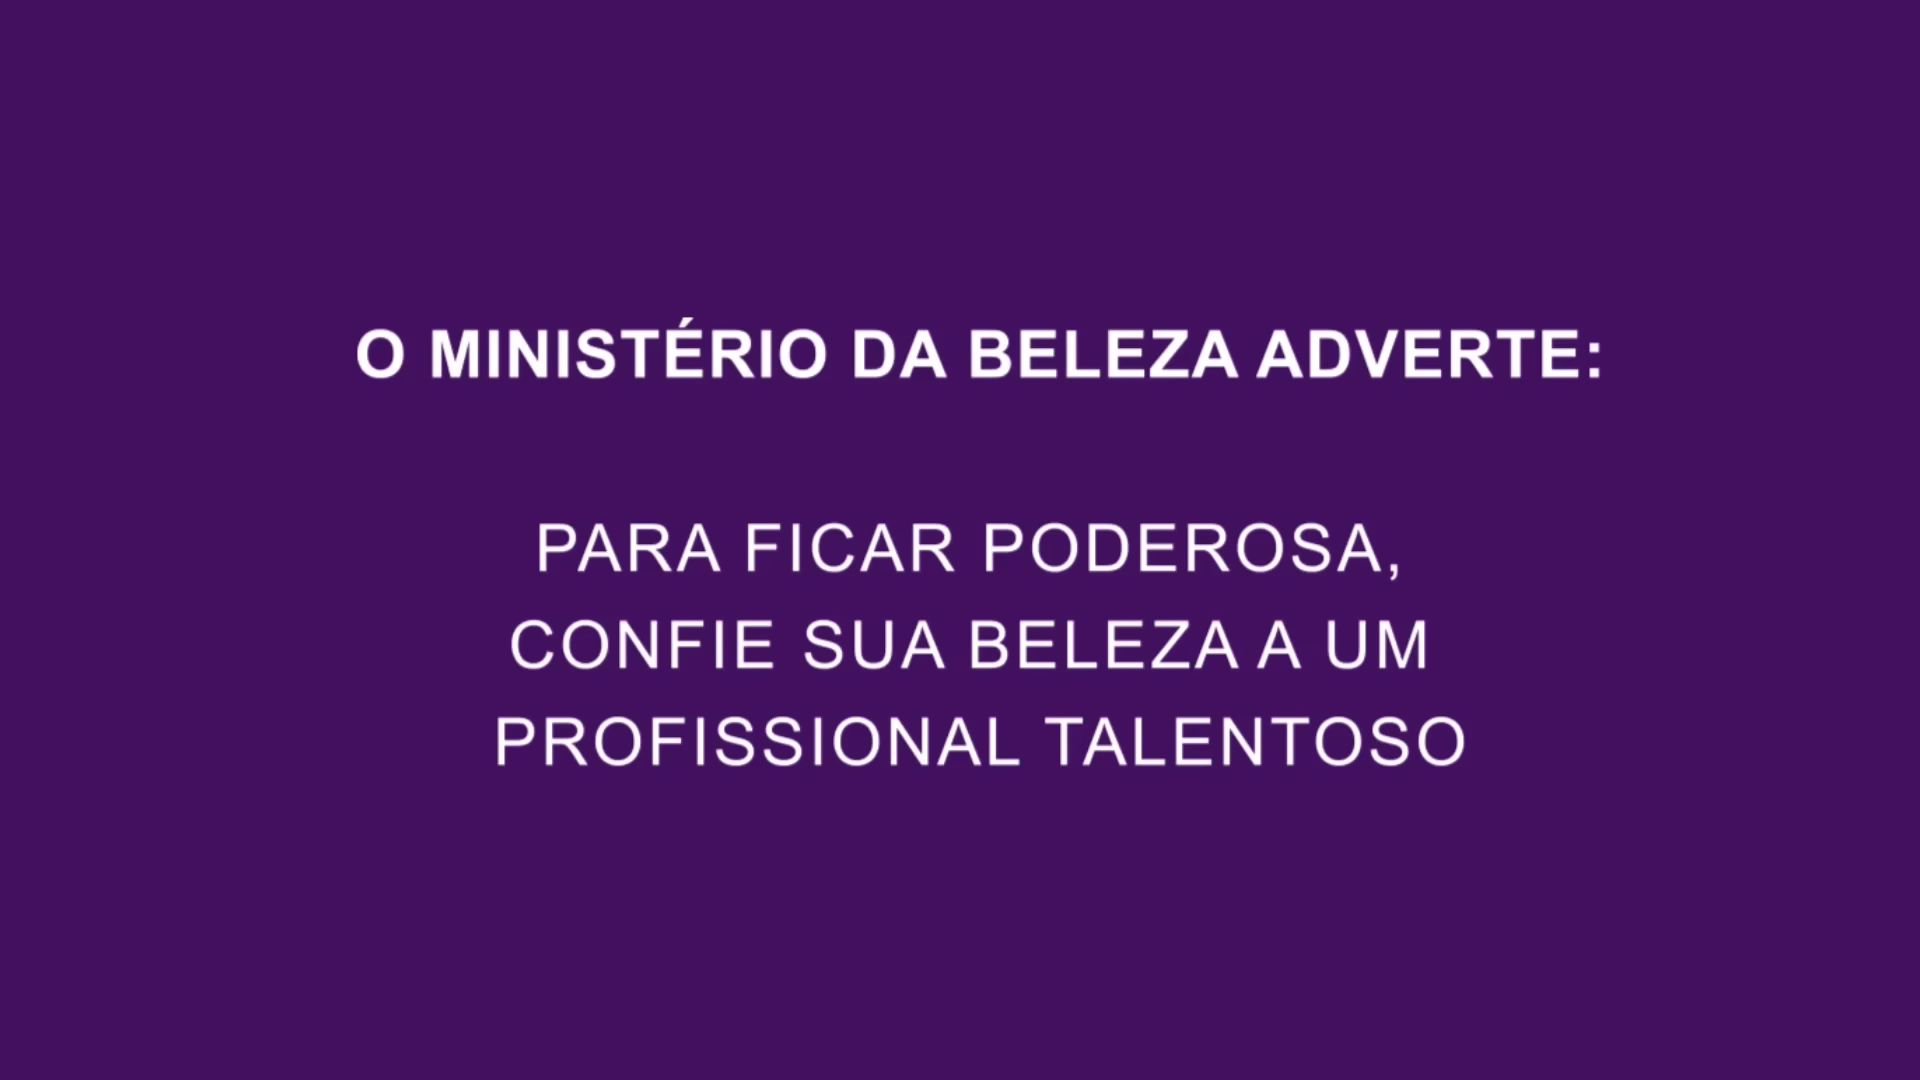 O MINISTÉRIO DA BELEZA ADVERTE:
PARA FICAR PODEROSA,
CONFIE SUA BELEZA A UM
PROFISSIONAL TALENTOSO